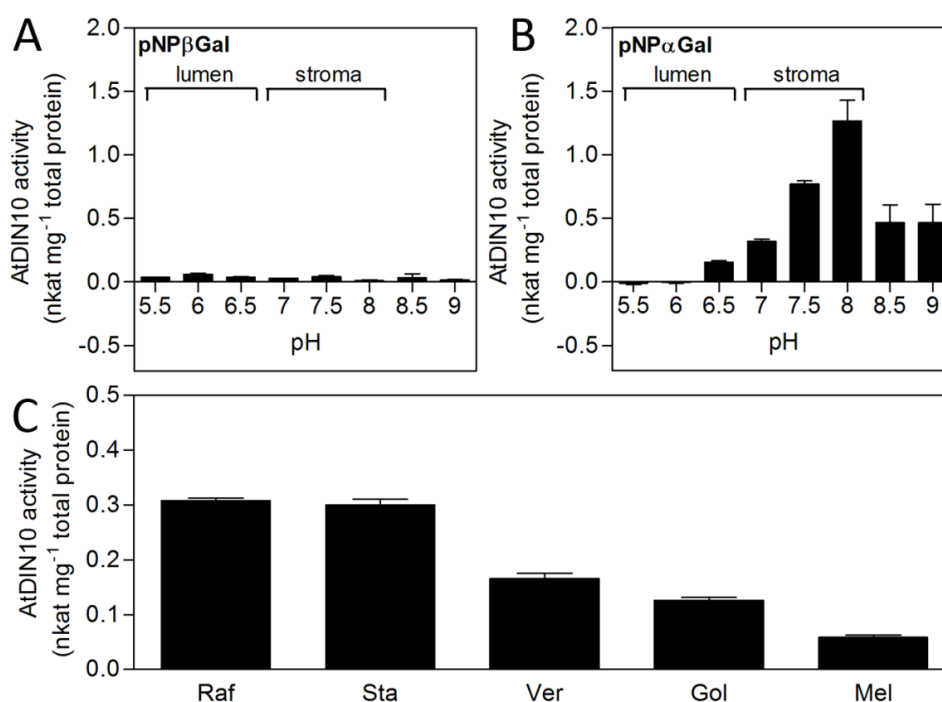 A
pNPβGal
lumen
stroma
AtDIN10 activity
(nkat mg⁻¹ total protein)
2.0
1.5
1.0
0.5
0.0
-0.5
5.5 6 6.5 7 7.5 8 8.5 9
pH
B
pNPαGal
lumen
stroma
AtDIN10 activity
(nkat mg⁻¹ total protein)
2.0
1.5
1.0
0.5
0.0
-0.5
5.5 6 6.5 7 7.5 8 8.5 9
pH
C
AtDIN10 activity
(nkat mg⁻¹ total protein)
0.5
0.4
0.3
0.2
0.1
0.0
Raf Sta Ver Gol Mel